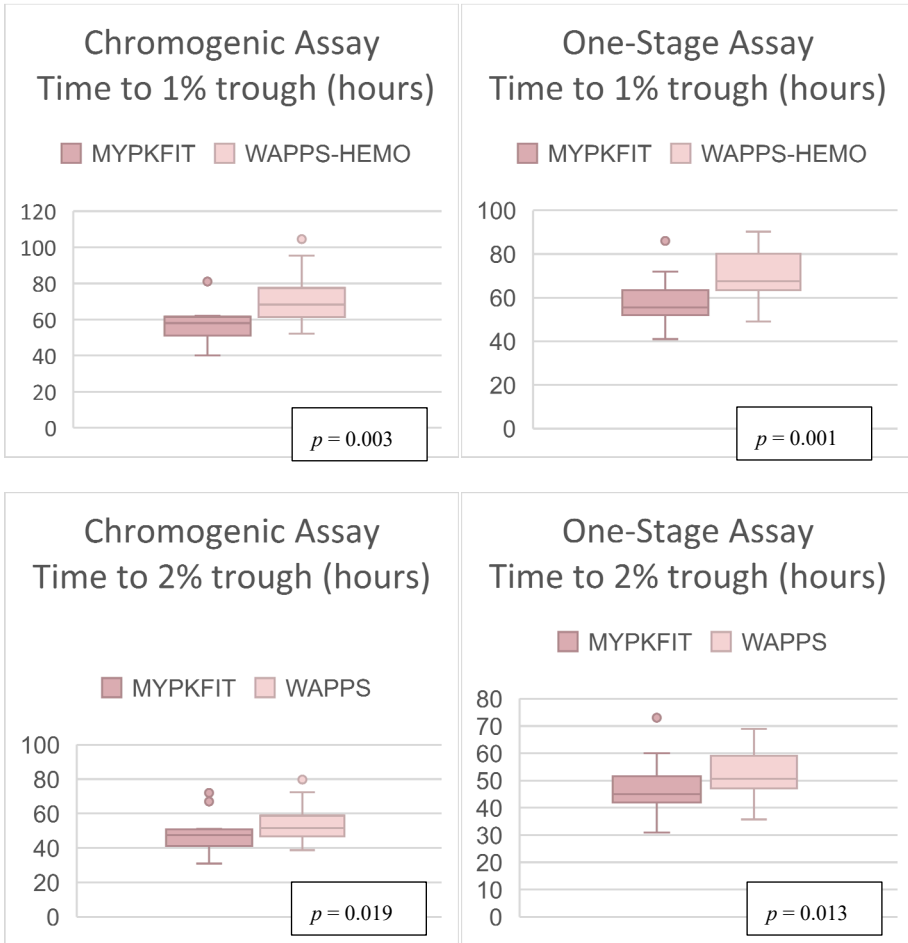 Chromogenic Assay
Time to 1% trough (hours)
MYPKFIT WAPPS-HEMO
120
100
80
60
40
20
0
p = 0.003
One-Stage Assay
Time to 1% trough (hours)
MYPKFIT WAPPS-HEMO
100
80
60
40
20
0
p = 0.001
Chromogenic Assay
Time to 2% trough (hours)
MYPKFIT WAPPS
100
80
60
40
20
0
p = 0.019
One-Stage Assay
Time to 2% trough (hours)
MYPKFIT WAPPS
80
70
60
50
40
30
20
10
0
p = 0.013